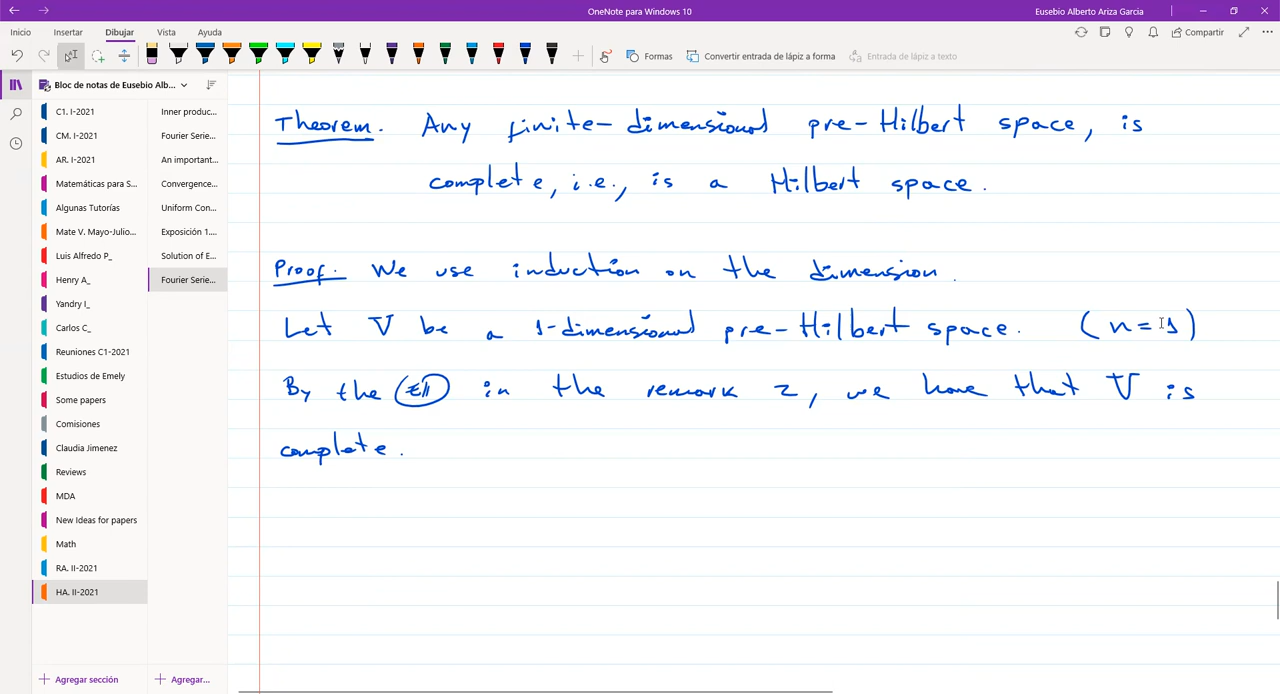 OneNote para Windows 10
Eusebio Alberto Ariza Garcia
Inicio Insertar Dibujar Vista Ayuda
Compartir
Formas Convertir entrada de lápiz a forma Entrada de lápiz a texto
Bloc de notas de Eusebio Alb...
C1. I-2021
CM. I-2021
AR. I-2021
Matemáticas para S...
Algunas Tutorías
Mate V. Mayo-Julio...
Luis Alfredo P_
Henry A_
Yandry I_
Carlos C_
Reuniones C1-2021
Estudios de Emely
Some papers
Comisiones
Claudia Jimenez
Reviews
MDA
New Ideas for papers
Math
RA. II-2021
HA. II-2021
Agregar sección
Inner produc...
Fourier Serie...
An important...
Convergence...
Uniform Con...
Exposición 1....
Solution of E...
Fourier Serie...
Agregar...
Theorem. Any finite-dimensional pre-Hilbert space, is
complete, i.e., is a Hilbert space.
Proof. We use induction on the dimension.
Let V be a 1-dimensional pre-Hilbert space. (n=1)
By the in the remark 2, we have that V is
complete.